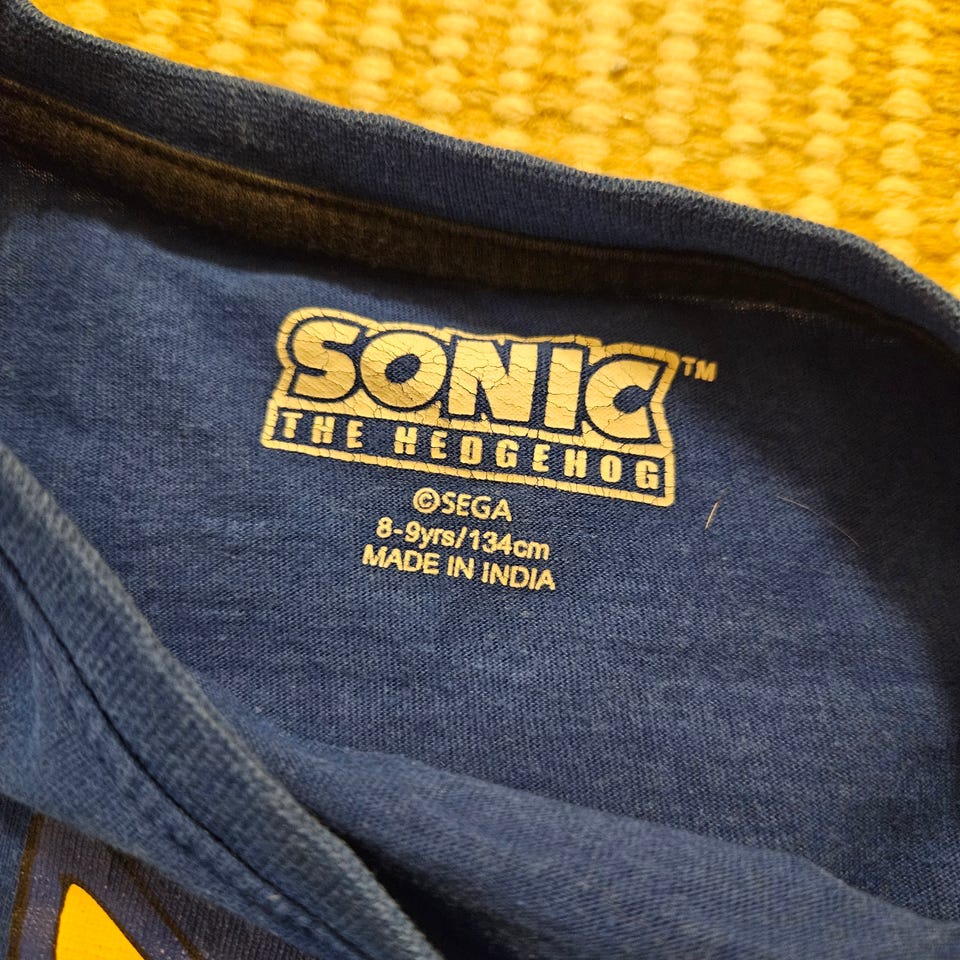 SONIC™
THE HEDGEHOG
©SEGA
8-9yrs/134cm
MADE IN INDIA